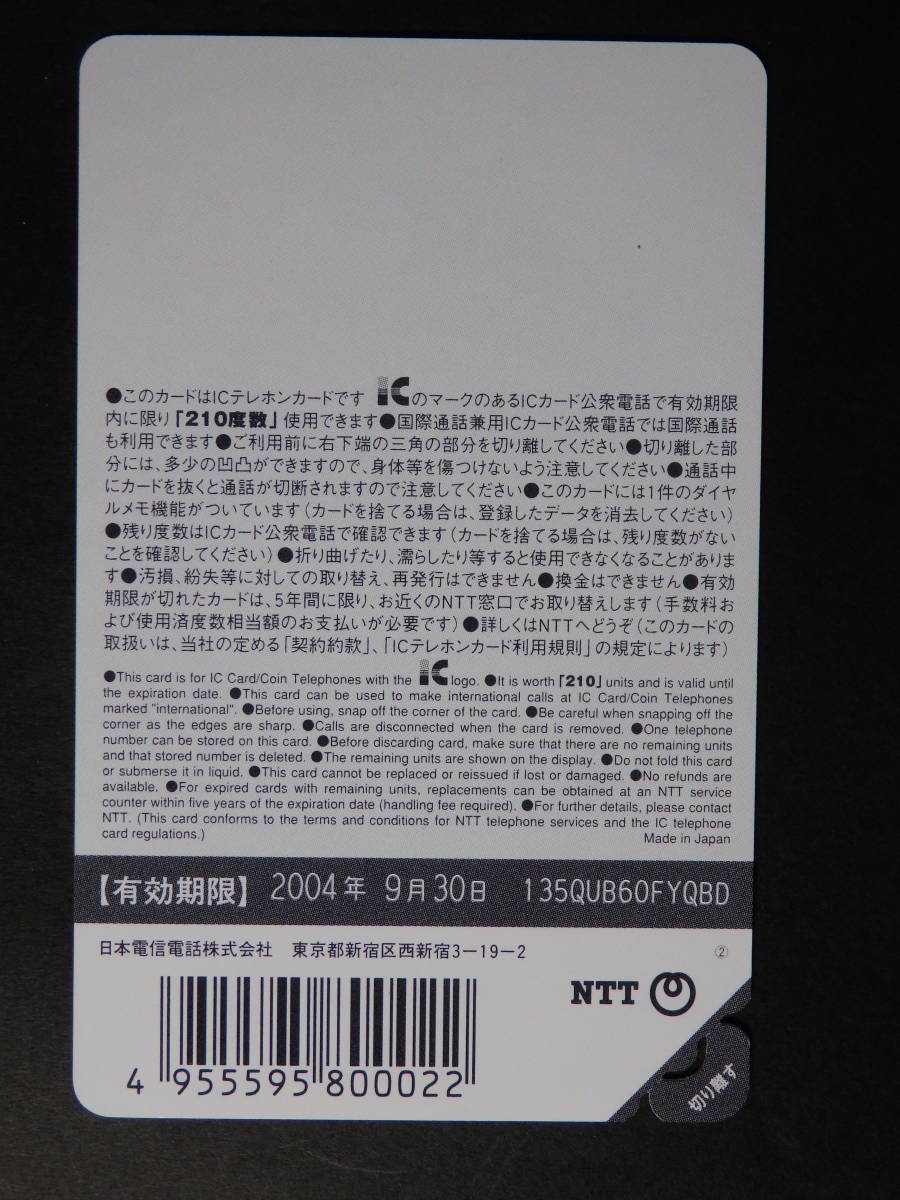 ●このカードはICテレホンカードです ICのマークのあるICカード公衆電話で有効期限
内に限り「210度数」使用できます●国際通話兼用ICカード公衆電話では国際通話
も利用できます●ご利用前に右下端の三角の部分を切り離してください●切り離した部
分には、多少の凹凸ができますので、身体等を傷つけないよう注意してください●通話中
にカードを抜くと通話が切断されますので注意してください●このカードには1件のダイヤ
ルメモ機能がついています(カードを捨てる場合は、登録したデータを消去してください)
●残り度数はICカード公衆電話で確認できます(カードを捨てる場合は、残り度数がない
ことを確認してください)●折り曲げたり、濡らしたり等すると使用できなくなることがありま
す●汚損、紛失等に対しての取り替え、再発行はできません●換金はできません●有効
期限が切れたカードは、5年間に限り、お近くのNTT窓口でお取り替えします(手数料お
よび使用済度数相当額のお支払いが必要です)●詳しくはNTTへどうぞ(このカードの
取扱いは、当社の定める「契約約款」、「ICテレホンカード利用規則」の規定によります)
●This card is for IC Card/Coin Telephones with the IC logo. ●It is worth「210」units and is valid until
the expiration date. ●This card can be used to make international calls at IC Card/Coin Telephones
marked "international". ●Before using, snap off the corner of the card. ●Be careful when snapping off the
corner as the edges are sharp. ●Calls are disconnected when the card is removed. ●One telephone
number can be stored on this card. ●Before discarding card, make sure that there are no remaining units
and that stored number is deleted. ●The remaining units are shown on the display. ●Do not fold this card
or submerse it in liquid. ●This card cannot be replaced or reissued if lost or damaged. ●No refunds are
available. ●For expired cards with remaining units, replacements can be obtained at an NTT service
counter within five years of the expiration date (handling fee required). ●For further details, please contact
NTT. (This card conforms to the terms and conditions for NTT telephone services and the IC telephone
card regulations.) Made in Japan
【有効期限】 2004年 9月30日 135QUB60FYQBD
日本電信電話株式会社 東京都新宿区西新宿3-19-2 ②
NTT
切り離す
4 955595 800022